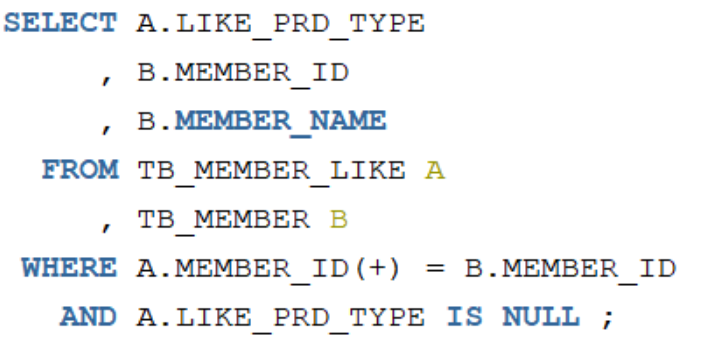 SELECT A.LIKE_PRD_TYPE
, B.MEMBER_ID
, B.MEMBER_NAME
FROM TB_MEMBER_LIKE A
, TB_MEMBER B
WHERE A.MEMBER_ID(+) = B.MEMBER_ID
AND A.LIKE_PRD_TYPE IS NULL ;